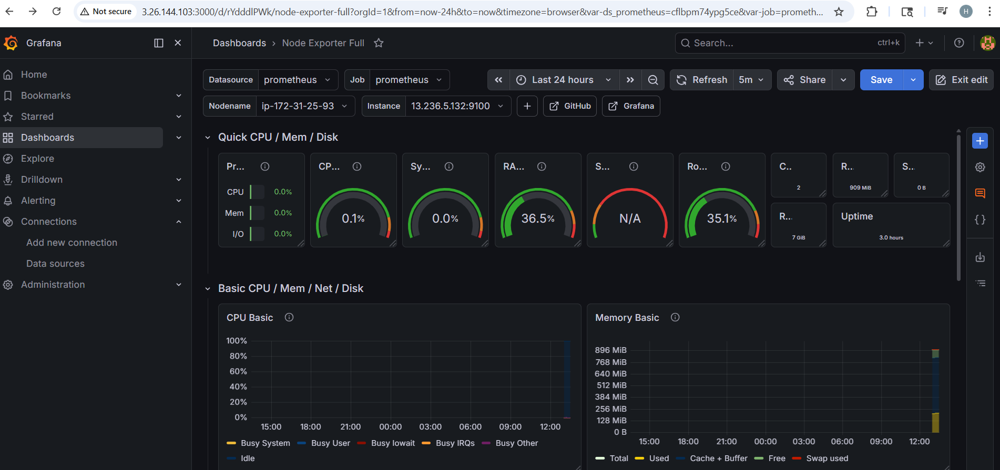 Not secure 3.26.144.103:3000/d/rYdddlPWk/node-exporter-full?orgId=1&from=now-24h&to=now&timezone=browser&var-ds_prometheus=cflbpm74ypg5ce&var-job=prometh... H
Grafana Dashboards › Node Exporter Full Search... ctrl+k
Home
Bookmarks
Starred
Dashboards
Explore
Drilldown
Alerting
Connections
Add new connection
Data sources
Administration
Datasource prometheus Job prometheus Last 24 hours Refresh 5m Share Save Exit edit
Nodename ip-172-31-25-93 Instance 13.236.5.132:9100 GitHub Grafana
Quick CPU / Mem / Disk
Pr... CP... Sy... RA... S... Ro... C.. R... S..
CPU 0.0%
Mem 0.0%
I/O 0.0%
0.1%
0.0%
36.5%
N/A
35.1%
2
909 MiB
0 B
R... Uptime
7 GiB 3.0 hours
Basic CPU / Mem / Net / Disk
CPU Basic
100%
80%
60%
40%
20%
0%
15:00 18:00 21:00 00:00 03:00 06:00 09:00 12:00
Busy System Busy User Busy Iowait Busy IRQs Busy Other
Idle
Memory Basic
896 MiB
768 MiB
640 MiB
512 MiB
384 MiB
256 MiB
128 MiB
0 B
15:00 18:00 21:00 00:00 03:00 06:00 09:00 12:00
Total Used Cache + Buffer Free Swap used